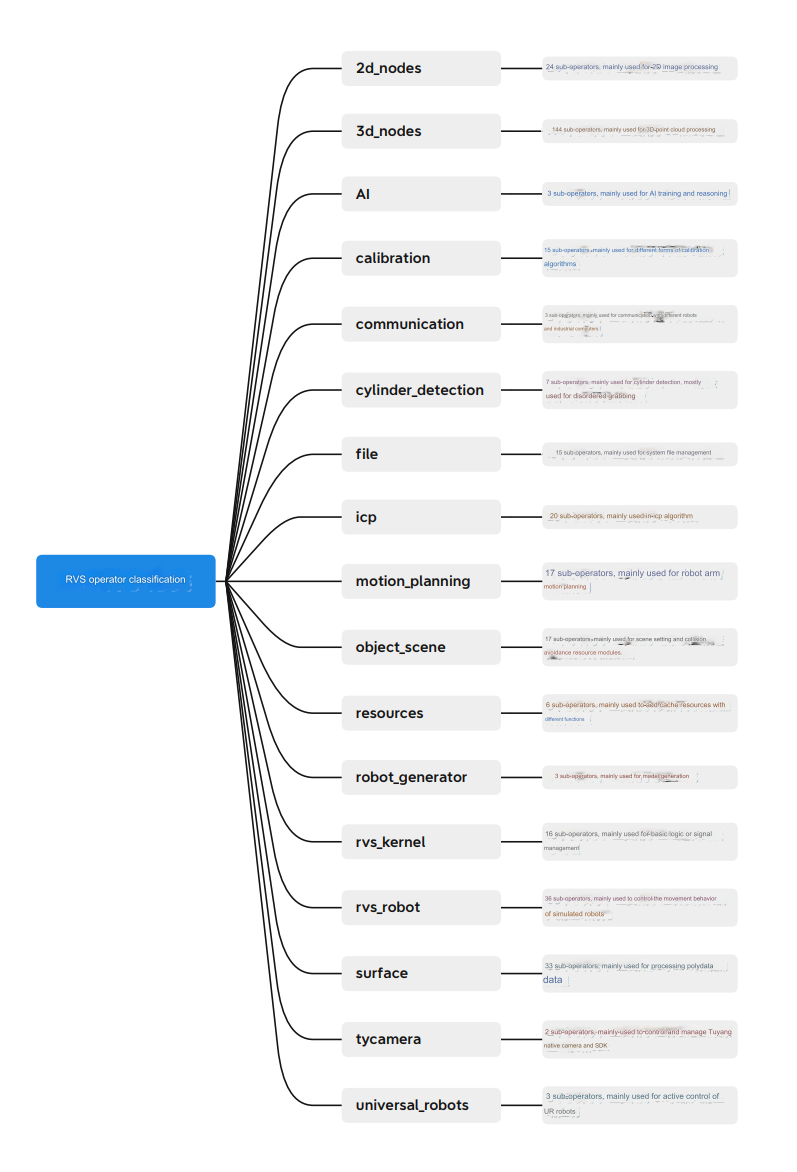 2d_nodes
24 sub-operators, mainly used for 2D image processing
3d_nodes
144 sub-operators, mainly used for 3D point cloud processing
AI
3 sub-operators, mainly used for AI training and reasoning
calibration
15 sub-operators, mainly used for different forms of calibration
algorithms
communication
3 sub-operators, mainly used for communication with different robots
and industrial computers
cylinder_detection
7 sub-operators, mainly used for cylinder detection, mostly
used for disordered grabbing
file
15 sub-operators, mainly used for system file management
icp
20 sub-operators, mainly used in icp algorithm
RVS operator classification
motion_planning
17 sub-operators, mainly used for robot arm
motion planning
object_scene
17 sub-operators, mainly used for scene setting and collision
avoidance resource modules.
resources
6 sub-operators, mainly used to add cache resources with
different functions
robot_generator
3 sub-operators, mainly used for model generation
rvs_kernel
16 sub-operators, mainly used for basic logic or signal
management
rvs_robot
36 sub-operators, mainly used to control the movement behavior
of simulated robots
surface
33 sub-operators, mainly used for processing polydata
data
tycamera
2 sub-operators, mainly used to control and manage Tuyang
native camera and SDK
universal_robots
3 sub-operators, mainly used for active control of
UR robots